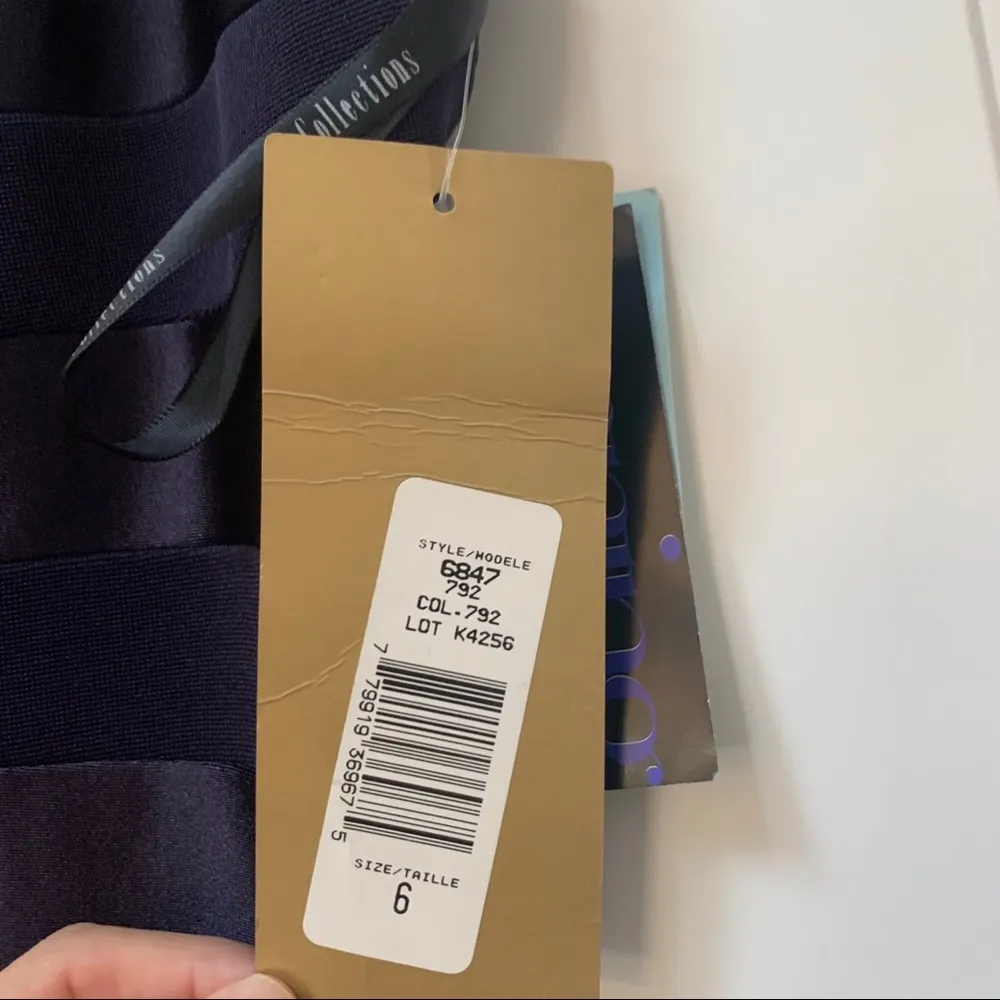 Collections
Collections
STYLE/MODELE
6847
792
COL.792
LOT K4256
7 79919 36967 5
SIZE/TAILLE
6